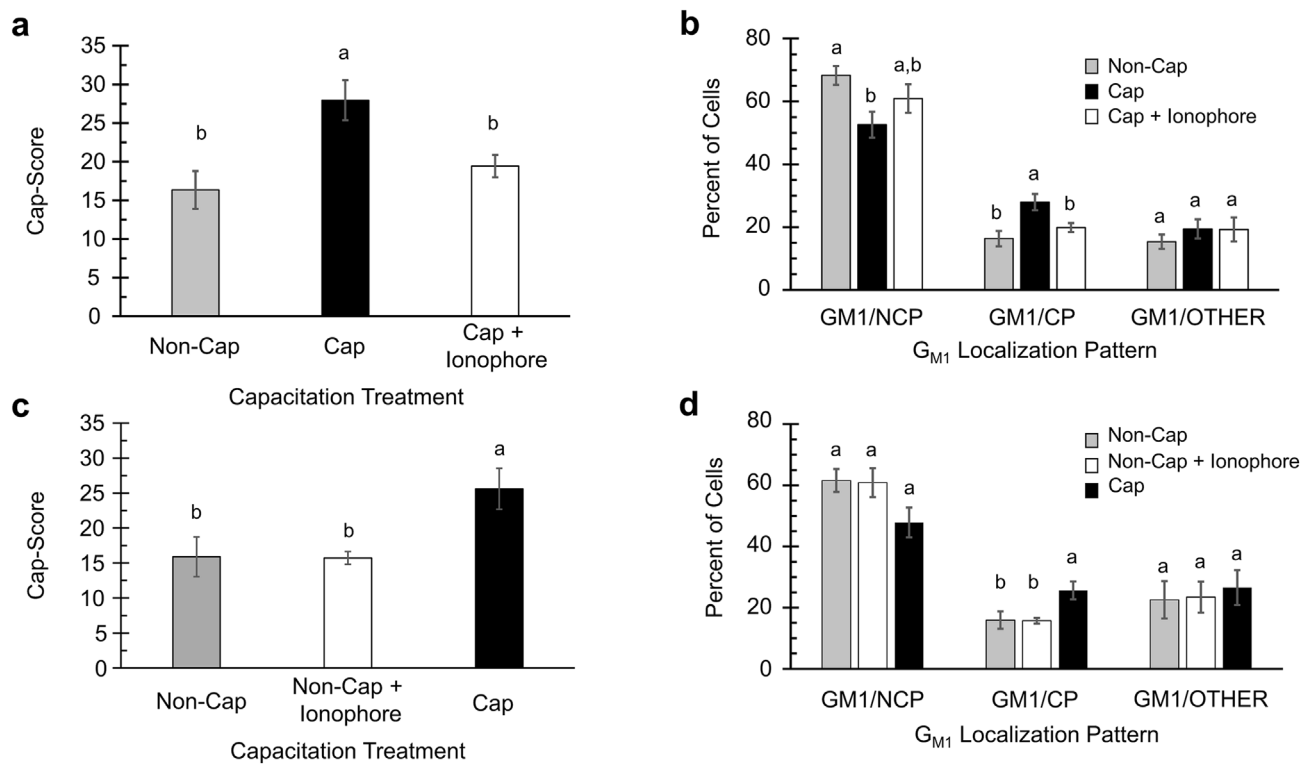 a
35
30
25
20
15
10
5
0
Cap-Score
b
a
b
Non-Cap
Cap
Cap +
Ionophore
Capacitation Treatment
b
80
60
40
20
0
Percent of Cells
Non-Cap
Cap
Cap + Ionophore
a
b
a,b
b
a
b
a
a
a
GM1/NCP
GM1/CP
GM1/OTHER
GM1 Localization Pattern
c
35
30
25
20
15
10
5
0
Cap-Score
b
b
a
Non-Cap
Non-Cap +
Ionophore
Cap
Capacitation Treatment
d
80
60
40
20
0
Percent of Cells
Non-Cap
Non-Cap + Ionophore
Cap
a
a
a
b
b
a
a
a
a
GM1/NCP
GM1/CP
GM1/OTHER
GM1 Localization Pattern